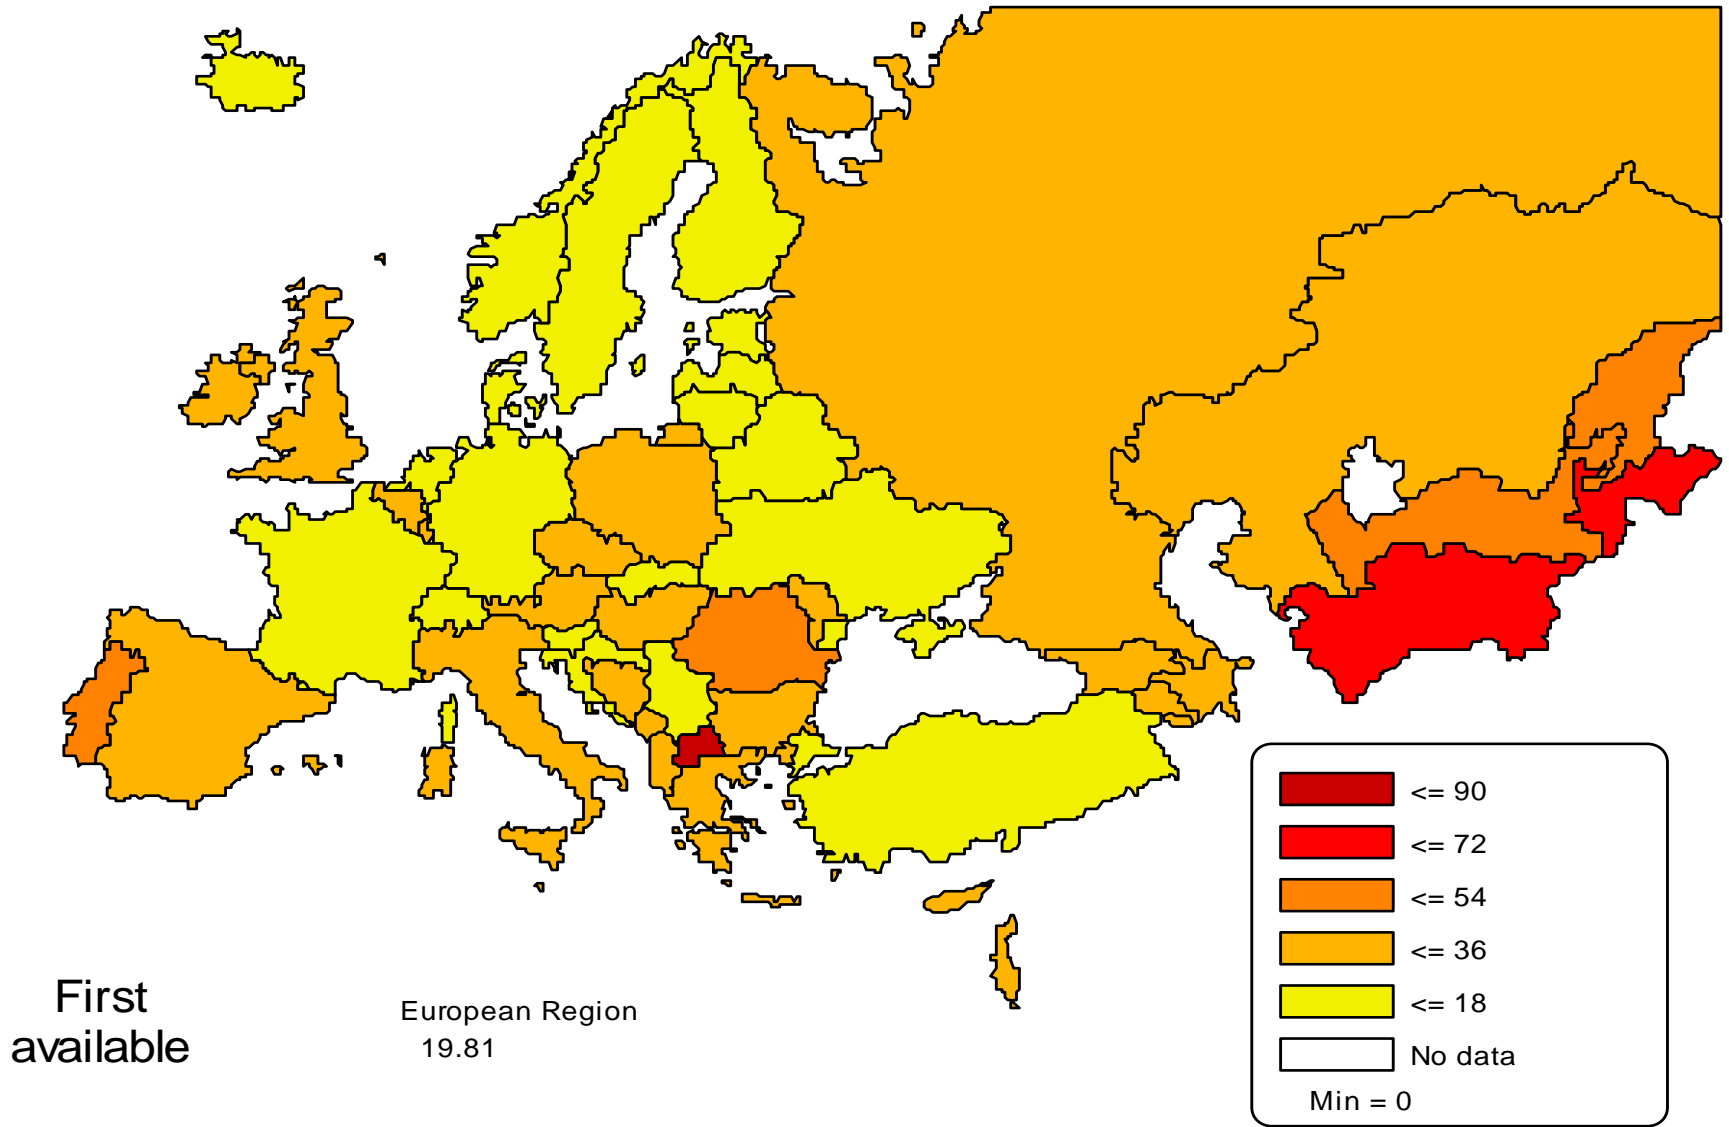 <= 90
<= 72
<= 54
<= 36
<= 18
No data
Min = 0
First
available
European Region
19.81